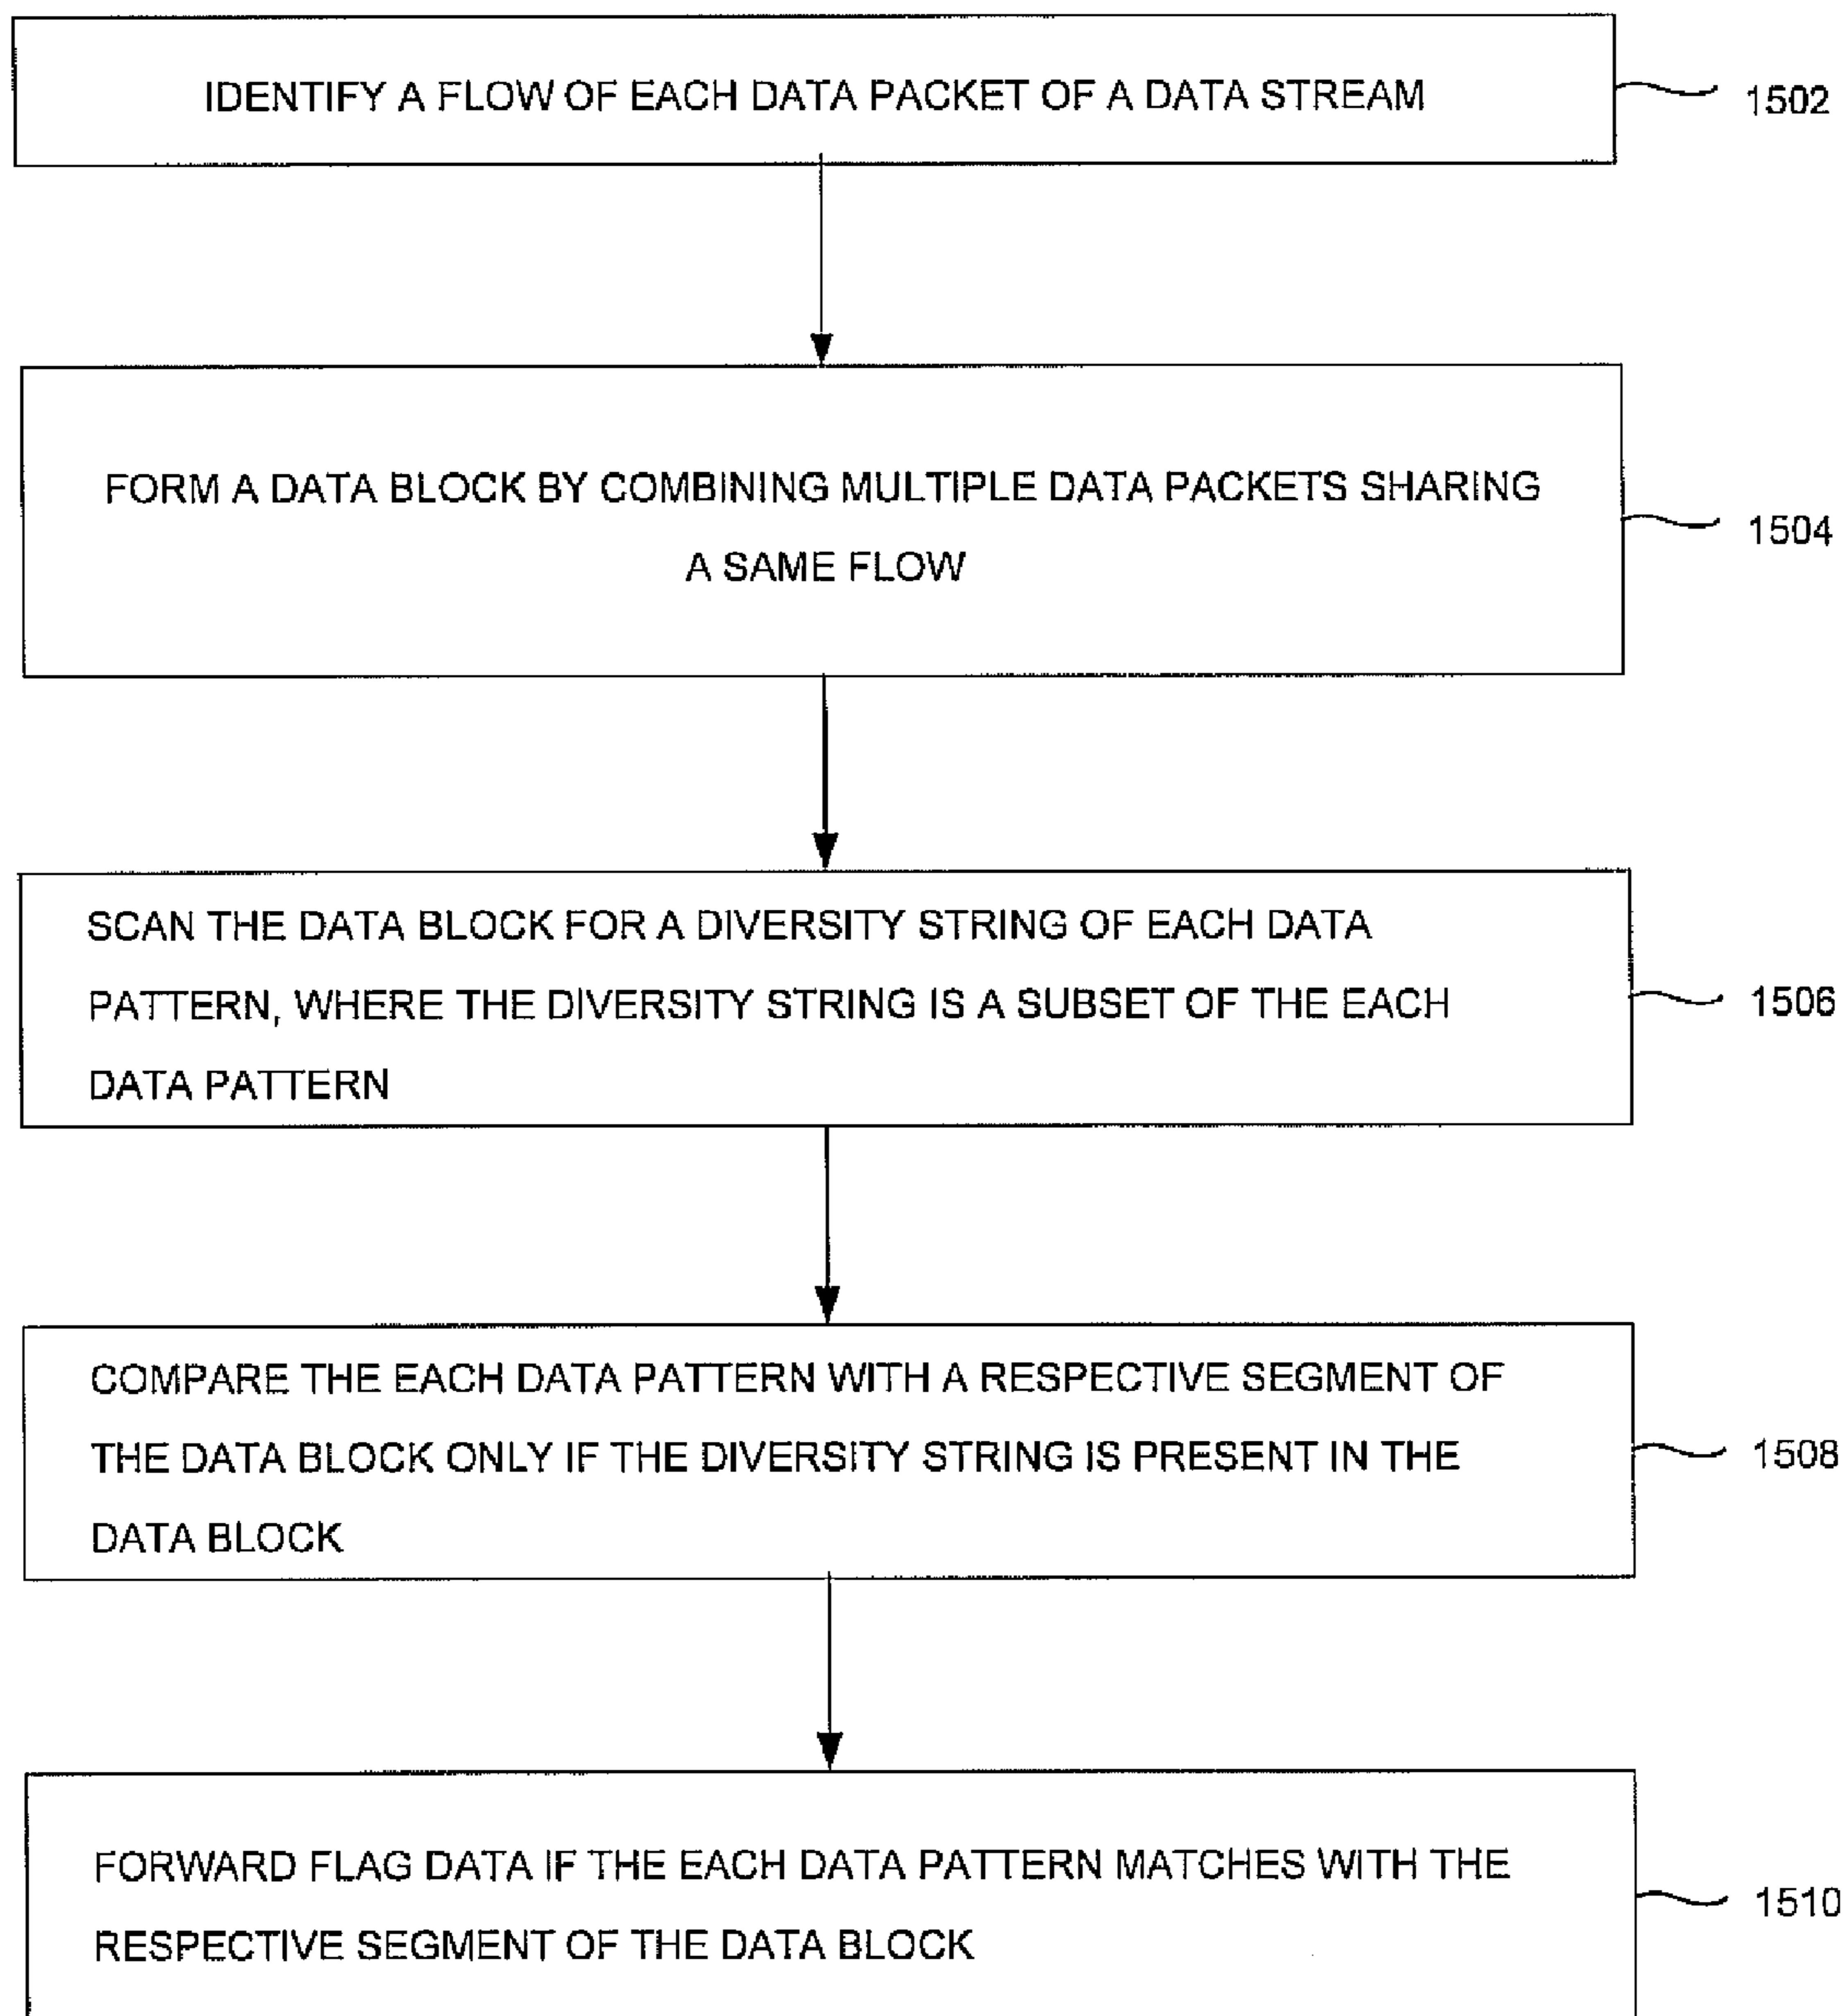 IDENTIFY A FLOW OF EACH DATA PACKET OF A DATA STREAM
1502
FORM A DATA BLOCK BY COMBINING MULTIPLE DATA PACKETS SHARING
A SAME FLOW
1504
SCAN THE DATA BLOCK FOR A DIVERSITY STRING OF EACH DATA
PATTERN, WHERE THE DIVERSITY STRING IS A SUBSET OF THE EACH
DATA PATTERN
1506
COMPARE THE EACH DATA PATTERN WITH A RESPECTIVE SEGMENT OF
THE DATA BLOCK ONLY IF THE DIVERSITY STRING IS PRESENT IN THE
DATA BLOCK
1508
FORWARD FLAG DATA IF THE EACH DATA PATTERN MATCHES WITH THE
RESPECTIVE SEGMENT OF THE DATA BLOCK
1510